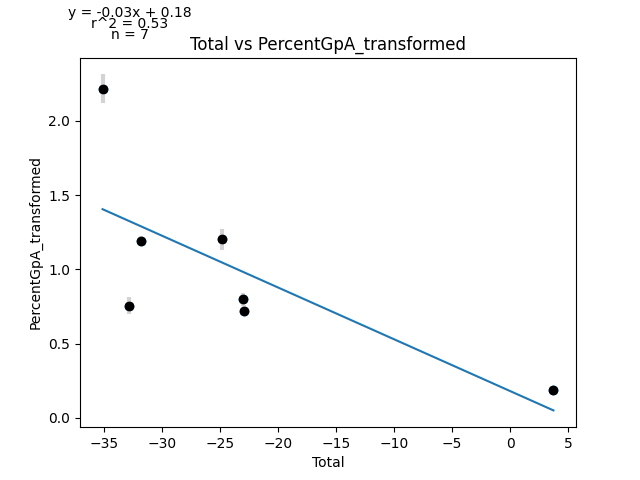 y = -0.03x + 0.18
r^2 = 0.53
n = 7
Total vs PercentGpA_transformed
PercentGpA_transformed
2.0
1.5
1.0
0.5
0.0
−35 −30 −25 −20 −15 −10 −5 0 5
Total